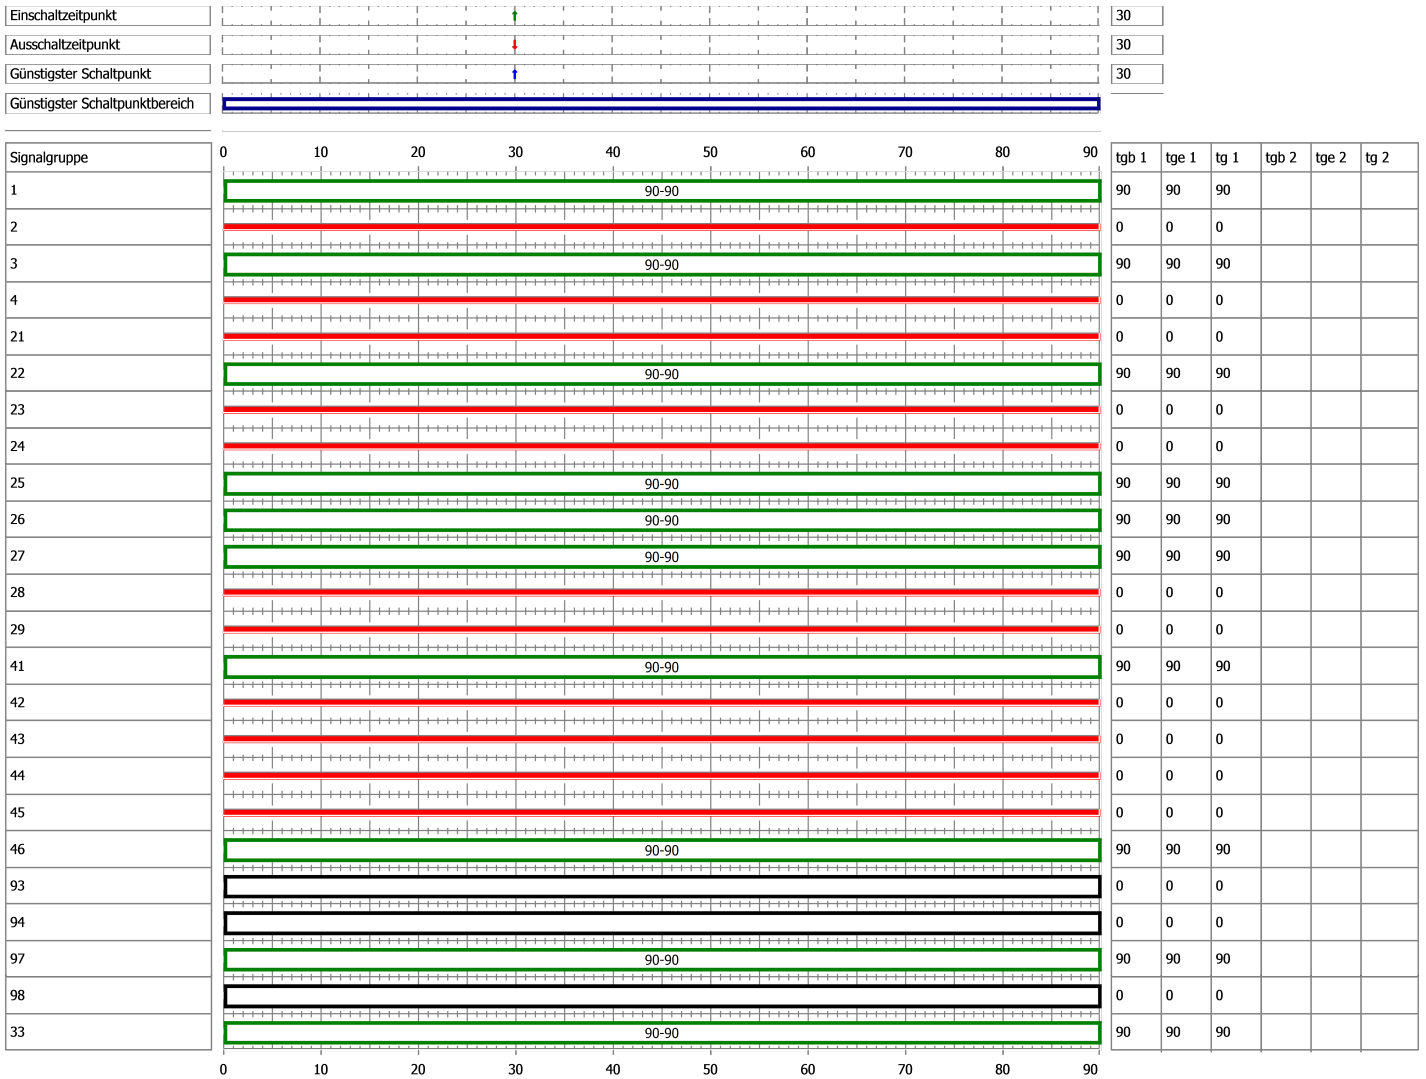 Einschaltzeitpunkt 30
Ausschaltzeitpunkt 30
Günstigster Schaltpunkt 30
Günstigster Schaltpunktbereich
Signalgruppe 0 10 20 30 40 50 60 70 80 90 tgb 1 tge 1 tg 1 tgb 2 tge 2 tg 2
1 90-90 90 90 90
2 0 0 0
3 90-90 90 90 90
4 0 0 0
21 0 0 0
22 90-90 90 90 90
23 0 0 0
24 0 0 0
25 90-90 90 90 90
26 90-90 90 90 90
27 90-90 90 90 90
28 0 0 0
29 0 0 0
41 90-90 90 90 90
42 0 0 0
43 0 0 0
44 0 0 0
45 0 0 0
46 90-90 90 90 90
93 0 0 0
94 0 0 0
97 90-90 90 90 90
98 0 0 0
33 90-90 90 90 90
0 10 20 30 40 50 60 70 80 90